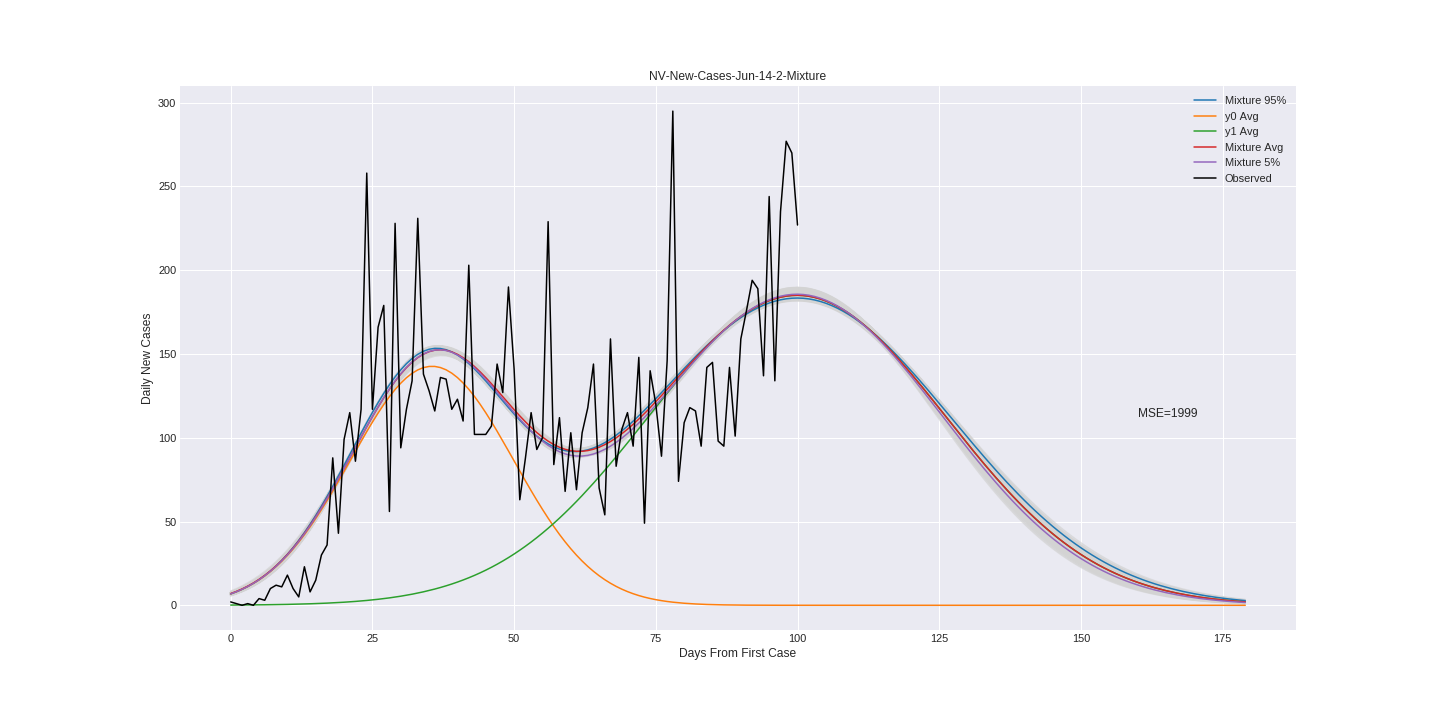 NV-New-Cases-Jun-14-2-Mixture
300
250
200
150
100
50
0
Daily New Cases
Mixture 95%
y0 Avg
y1 Avg
Mixture Avg
Mixture 5%
Observed
MSE=1999
0 25 50 75 100 125 150 175
Days From First Case